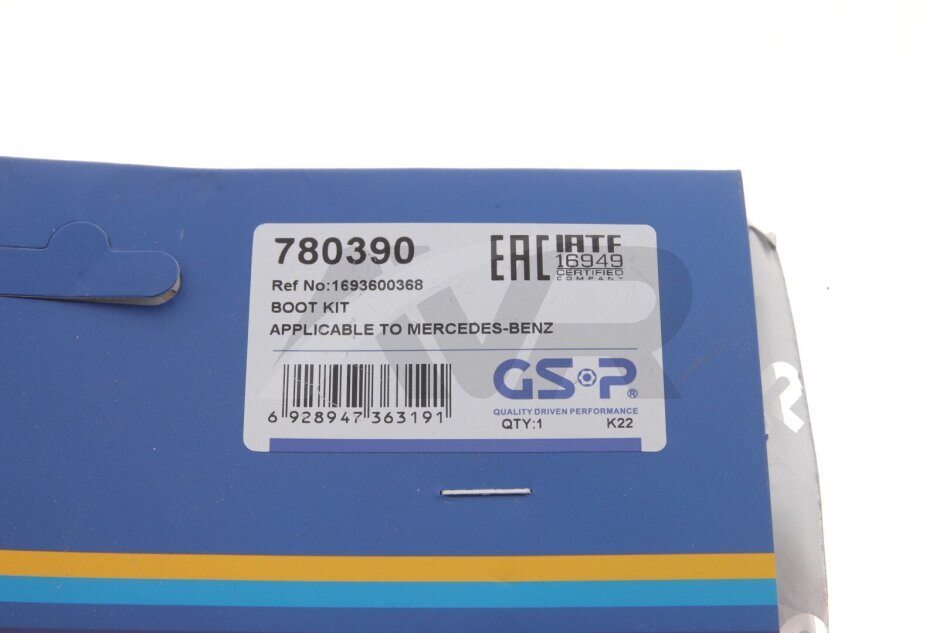 780390
EAC
IATF
16949
CERTIFIED
COMPANY
Ref No:1693600368
BOOT KIT
APPLICABLE TO MERCEDES-BENZ
6 928947 363191
GSP®
QUALITY DRIVEN PERFORMANCE
QTY:1 K22